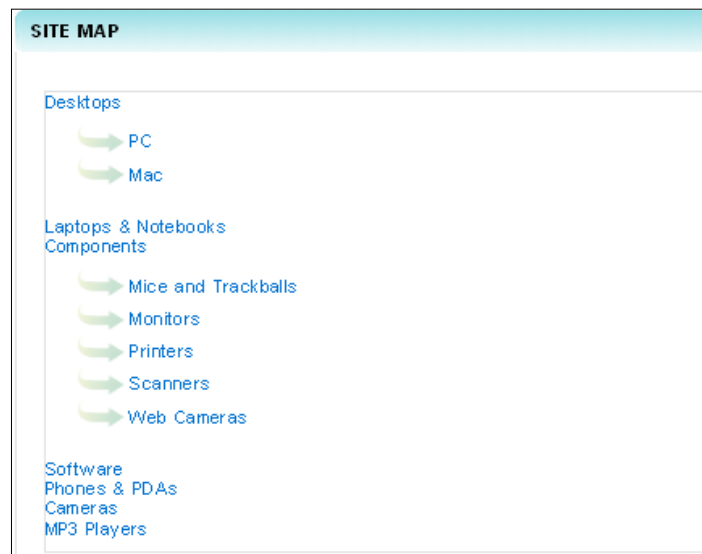 SITE MAP
Desktops
PC
Mac
Laptops & Notebooks
Components
Mice and Trackballs
Monitors
Printers
Scanners
Web Cameras
Software
Phones & PDAs
Cameras
MP3 Players